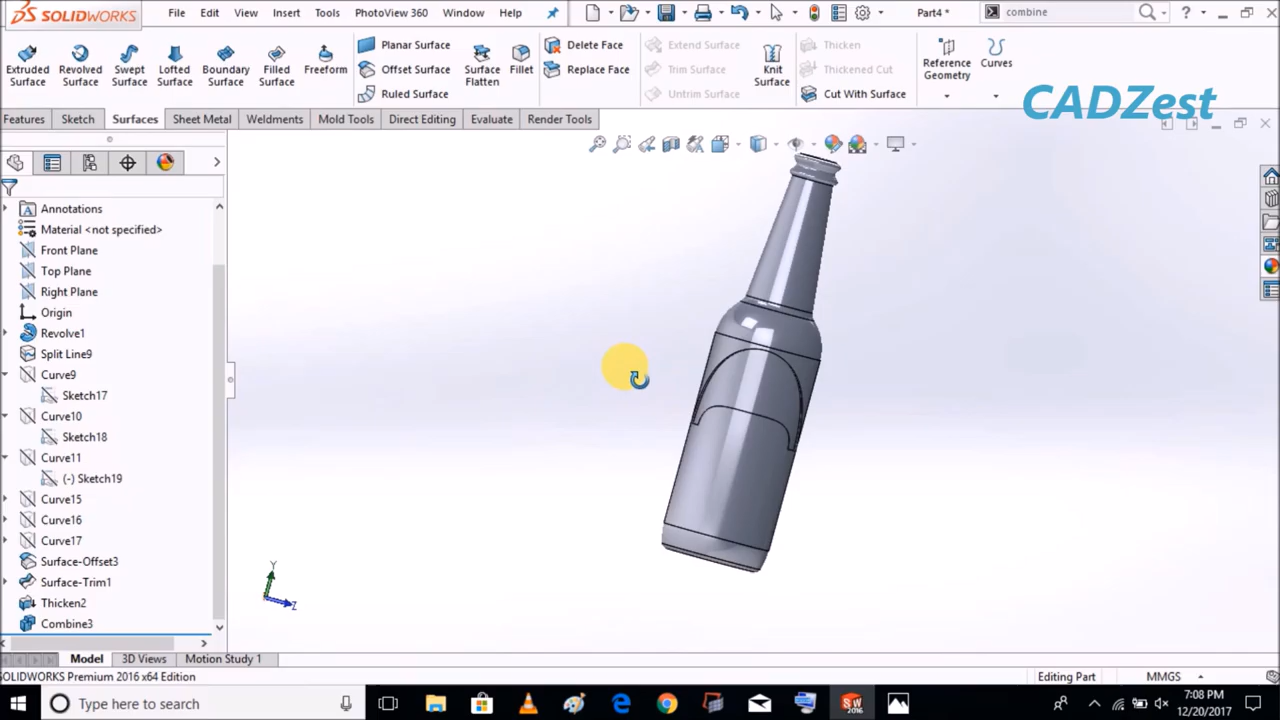 SOLIDWORKS File Edit View Insert Tools PhotoView 360 Window Help Part4 * combine
Extruded Surface
Revolved Surface
Swept Surface
Lofted Surface
Boundary Surface
Filled Surface
Freeform
Planar Surface
Offset Surface
Ruled Surface
Surface Flatten
Fillet
Delete Face
Replace Face
Extend Surface
Trim Surface
Untrim Surface
Knit Surface
Thicken
Thickened Cut
Cut With Surface
Reference Geometry
Curves
CADZest
Features Sketch Surfaces Sheet Metal Weldments Mold Tools Direct Editing Evaluate Render Tools
Annotations
Material <not specified>
Front Plane
Top Plane
Right Plane
Origin
Revolve1
Split Line9
Curve9
Sketch17
Curve10
Sketch18
Curve11
(-) Sketch19
Curve15
Curve16
Curve17
Surface-Offset3
Surface-Trim1
Thicken2
Combine3
Y
Z
Model 3D Views Motion Study 1
SOLIDWORKS Premium 2016 x64 Edition Editing Part MMGS
Type here to search
SW
2016
7:08 PM
12/20/2017